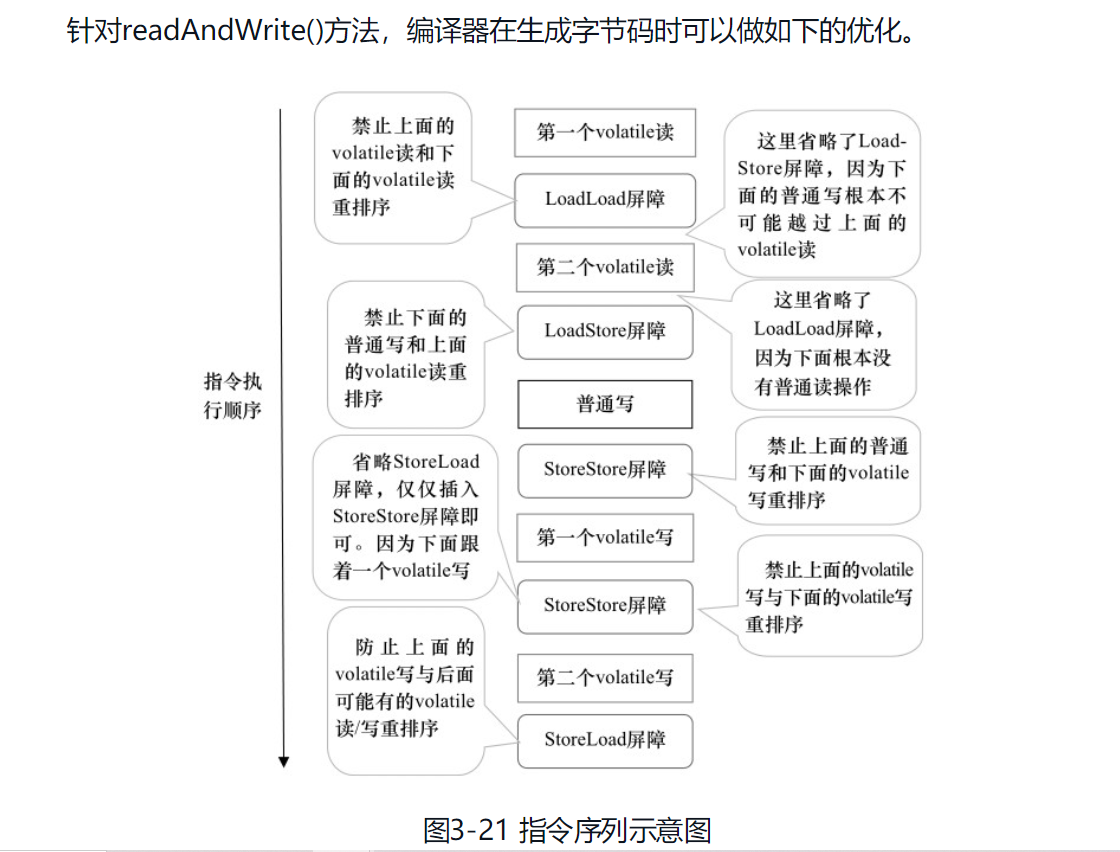 针对readAndWrite()方法，编译器在生成字节码时可以做如下的优化。
禁止上面的
volatile读和下
面的volatile读
重排序
第一个volatile读
LoadLoad屏障
这里省略了Load-
Store屏障，因为下
面的普通写根本不
可能越过上面的
volatile读
第二个volatile读
禁止下面的
普通写和上面
的volatile读重
排序
LoadStore屏障
这里省略了
LoadLoad屏障，
因为下面根本没
有普通读操作
指令执
行顺序
普通写
省略StoreLoad
屏障，仅仅插入
StoreStore屏障即
可。因为下面跟
着一个volatile写
StoreStore屏障
禁止上面的普通
写和下面的volatile
写重排序
第一个volatile写
StoreStore屏障
禁止上面的volatile
写与下面的volatile写
重排序
防止上面的
volatile写与后面
可能有的volatile
读/写重排序
第二个volatile写
StoreLoad屏障
图3-21 指令序列示意图